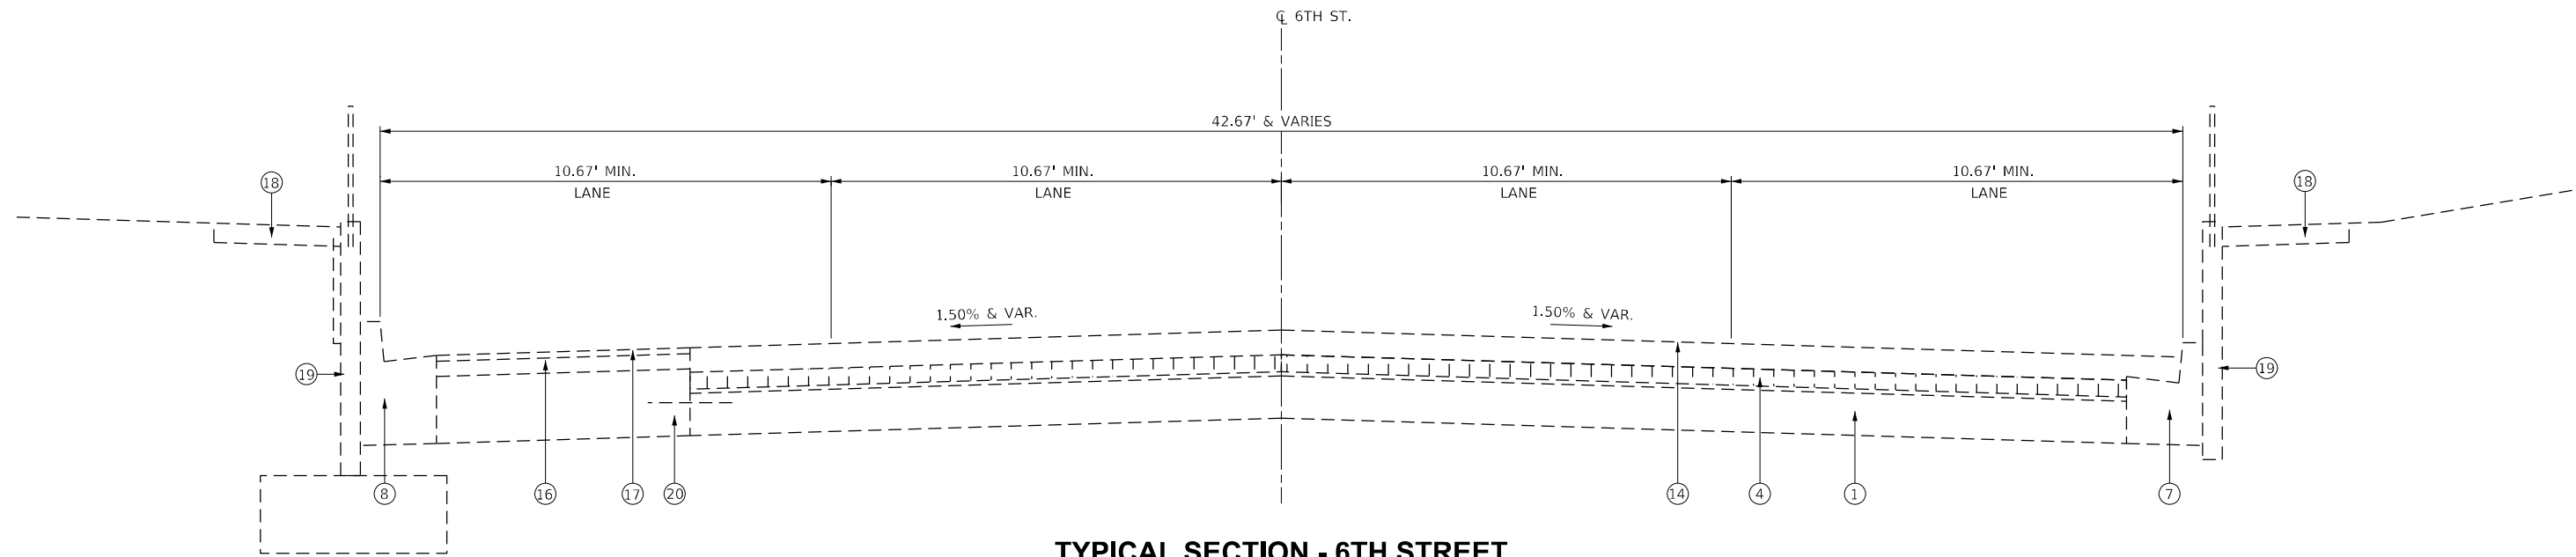 ℄ 6TH ST.
42.67' & VARIES
10.67' MIN.
LANE
10.67' MIN.
LANE
10.67' MIN.
LANE
10.67' MIN.
LANE
18
18
1.50% & VAR.
1.50% & VAR.
19
19
8
16
17
20
14
4
1
7
TYPICAL SECTION - 6TH STREET